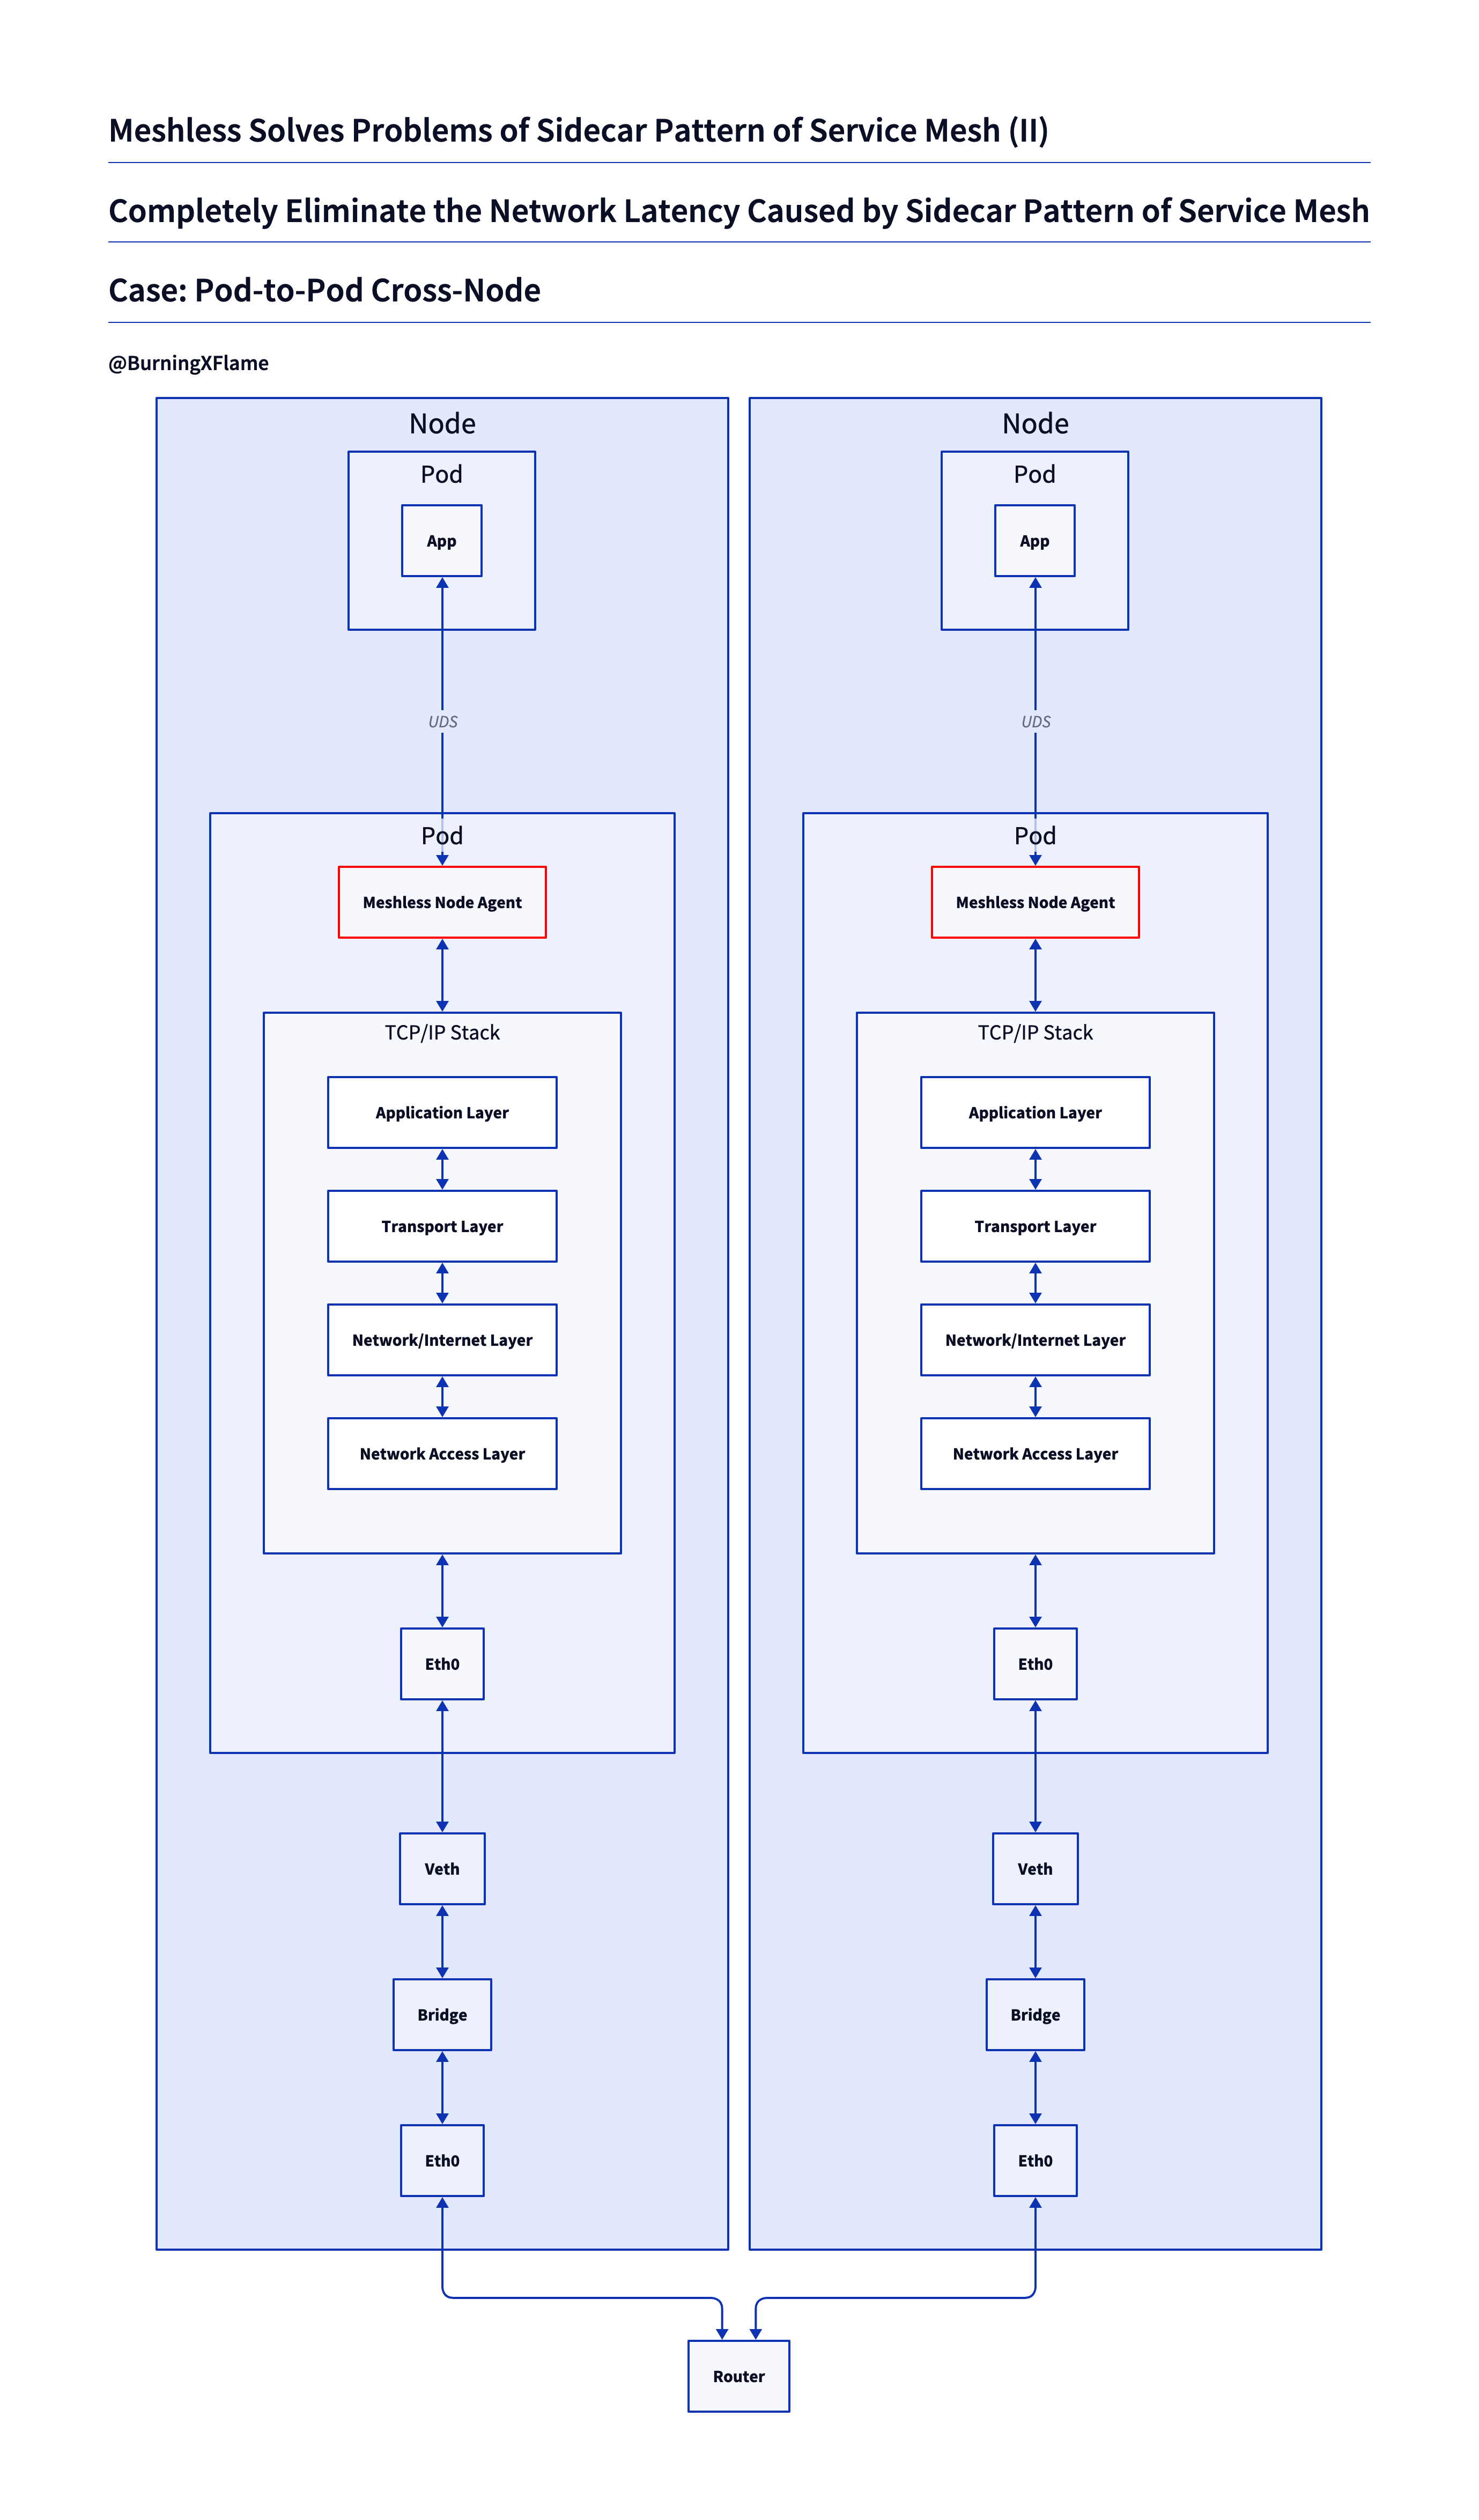 Meshless Solves Problems of Sidecar Pattern of Service Mesh (II)
Completely Eliminate the Network Latency Caused by Sidecar Pattern of Service Mesh
Case: Pod-to-Pod Cross-Node
@BurningXFlame
Node
Pod
App
UDS
Pod
Meshless Node Agent
TCP/IP Stack
Application Layer
Transport Layer
Network/Internet Layer
Network Access Layer
Eth0
Veth
Bridge
Eth0
Node
Pod
App
UDS
Pod
Meshless Node Agent
TCP/IP Stack
Application Layer
Transport Layer
Network/Internet Layer
Network Access Layer
Eth0
Veth
Bridge
Eth0
Router